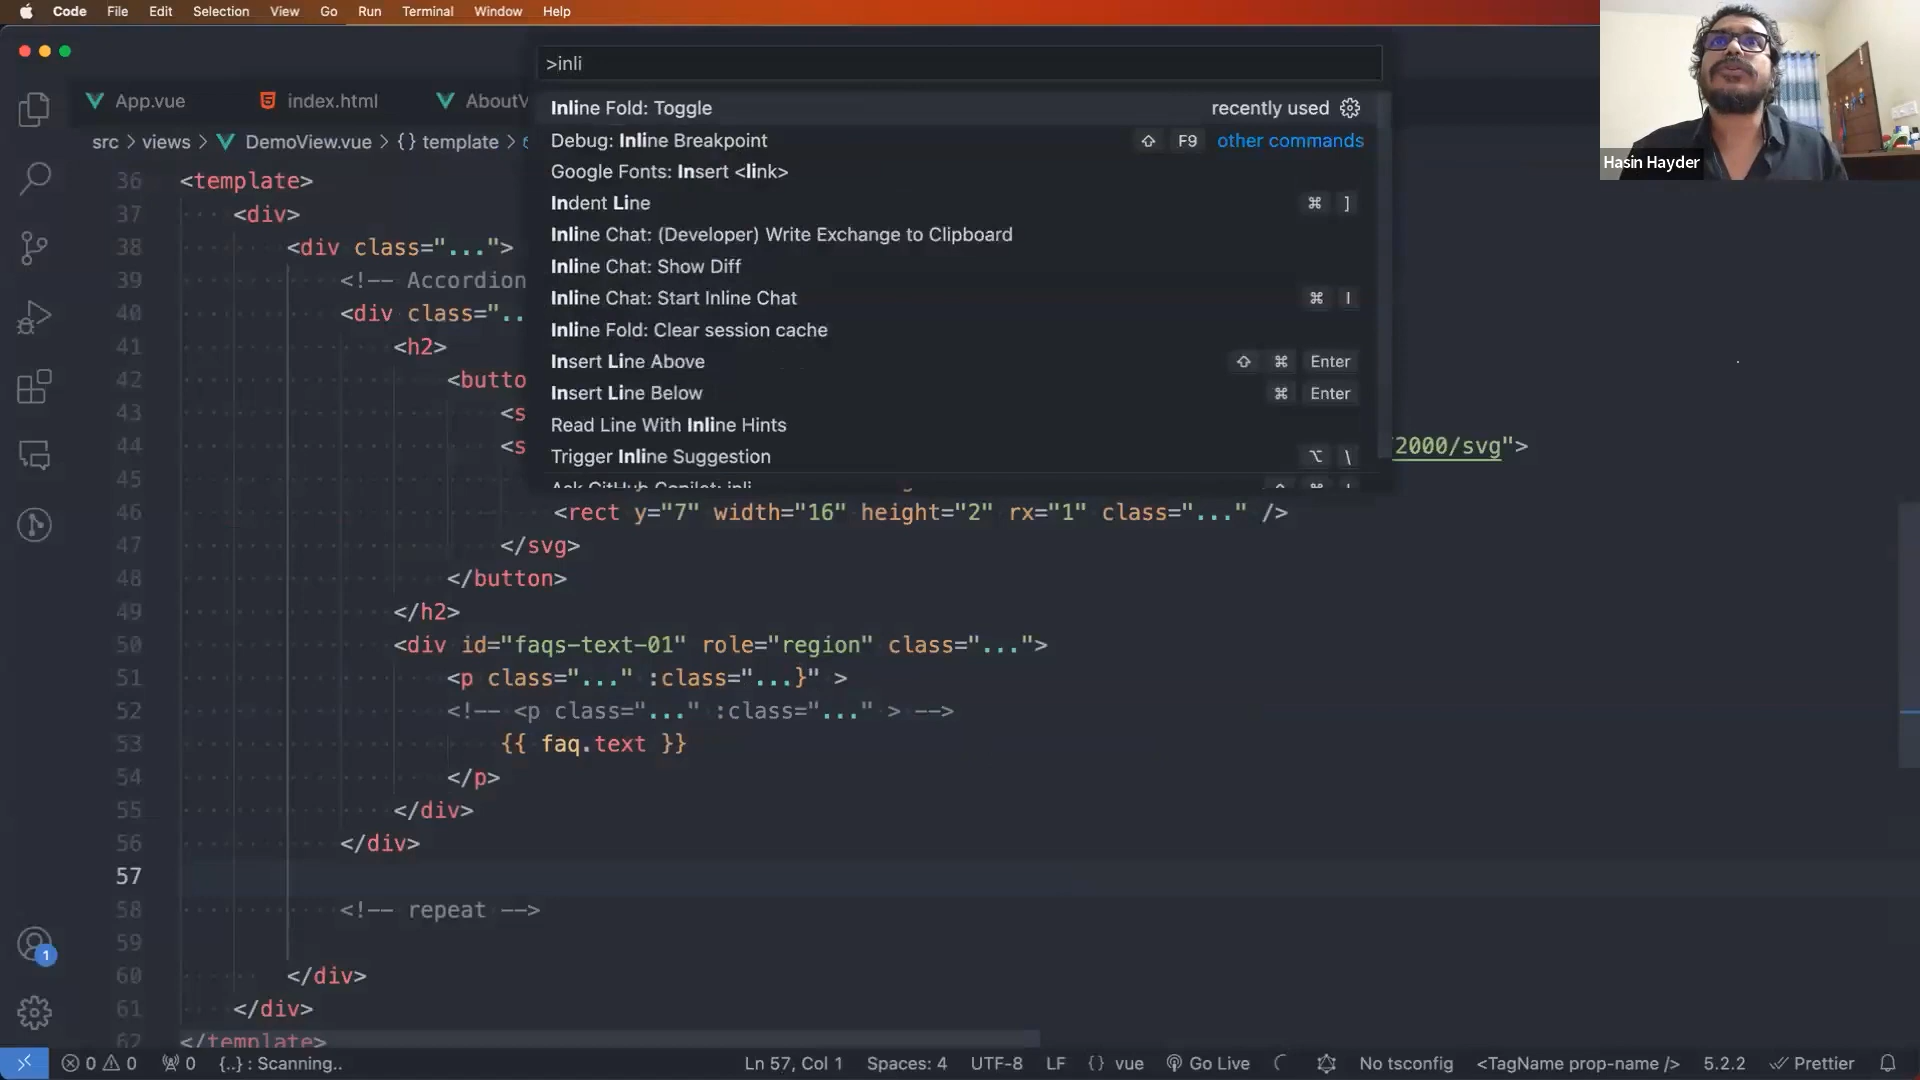 Code File Edit Selection View Go Run Terminal Window Help
>inli
App.vue index.html AboutV
Inline Fold: Toggle recently used
Debug: Inline Breakpoint ⇧ F9 other commands
Google Fonts: Insert <link>
Indent Line ⌘ ]
Inline Chat: (Developer) Write Exchange to Clipboard
Inline Chat: Show Diff
Inline Chat: Start Inline Chat ⌘ I
Inline Fold: Clear session cache
Insert Line Above ⇧ ⌘ Enter
Insert Line Below ⌘ Enter
Read Line With Inline Hints
Trigger Inline Suggestion ⌥ \
Ask GitHub Copilot: inli
Hasin Hayder
src > views > DemoView.vue > {} template >
36 <template>
37 <div>
38 <div class="...">
39 <!-- Accordion
40 <div class="..
41 <h2>
42 <butto
43 <s
44 <s 2000/svg">
45
46 <rect y="7" width="16" height="2" rx="1" class="..." />
47 </svg>
48 </button>
49 </h2>
50 <div id="faqs-text-01" role="region" class="...">
51 <p class="..." :class="...}" >
52 <!-- <p class="..." :class="..." > -->
53 {{ faq.text }}
54 </p>
55 </div>
56 </div>
57
58 <!-- repeat -->
59
60 </div>
61 </div>
62 </template>
1
0 0 0 {..} : Scanning.. Ln 57, Col 1 Spaces: 4 UTF-8 LF {} vue Go Live No tsconfig <TagName prop-name /> 5.2.2 Prettier